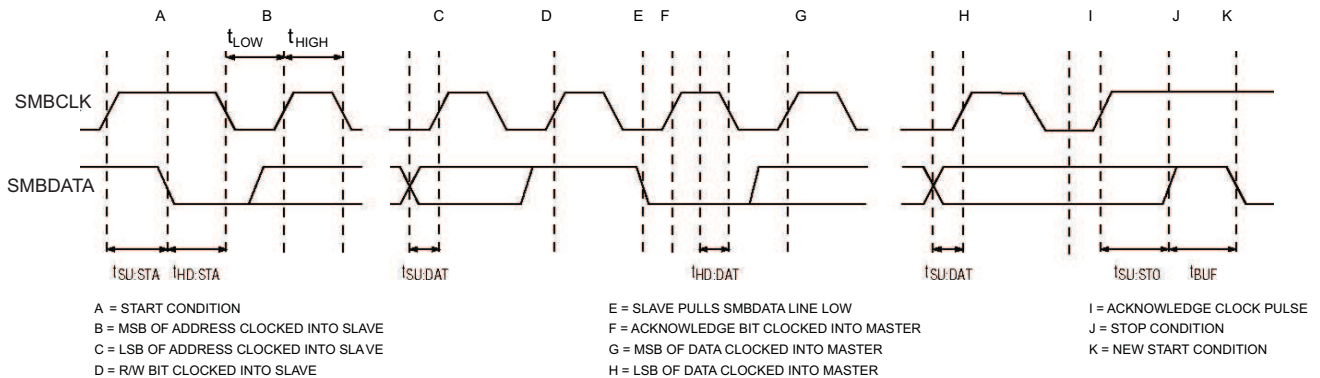 A B C D E F G H I J K
tLOW tHIGH
SMBCLK
SMBDATA
tSU:STA tHD:STA tSU:DAT tHD:DAT tSU:DAT tSU:STO tBUF
A = START CONDITION
B = MSB OF ADDRESS CLOCKED INTO SLAVE
C = LSB OF ADDRESS CLOCKED INTO SLAVE
D = R/W BIT CLOCKED INTO SLAVE
E = SLAVE PULLS SMBDATA LINE LOW
F = ACKNOWLEDGE BIT CLOCKED INTO MASTER
G = MSB OF DATA CLOCKED INTO MASTER
H = LSB OF DATA CLOCKED INTO MASTER
I = ACKNOWLEDGE CLOCK PULSE
J = STOP CONDITION
K = NEW START CONDITION